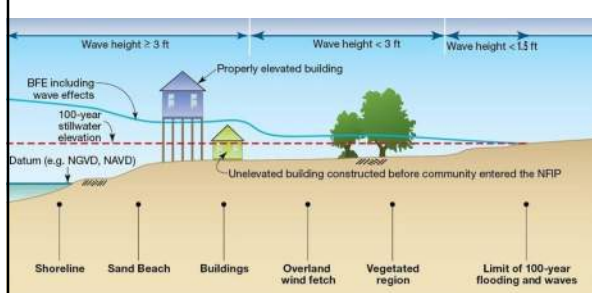 Wave height ≥ 3 ft
Wave height < 3 ft
Wave height < 1.5 ft
Properly elevated building
BFE including
wave effects
100-year
stillwater
elevation
Datum (e.g. NGVD, NAVD)
Unelevated building constructed before community entered the NFIP
Shoreline
Sand Beach
Buildings
Overland
wind fetch
Vegetated
region
Limit of 100-year
flooding and waves